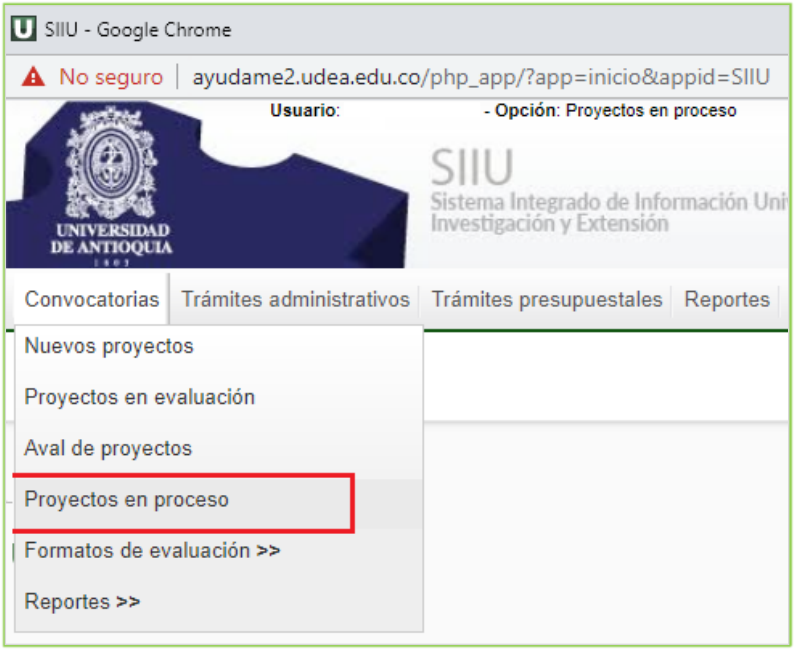 SIIU - Google Chrome
No seguro | ayudame2.udea.edu.co/php_app/?app=inicio&appid=SIIU
Usuario: - Opción: Proyectos en proceso
SIIU
Sistema Integrado de Información Uni
Investigación y Extensión
UNIVERSIDAD
DE ANTIOQUIA
1803
Convocatorias Trámites administrativos Trámites presupuestales Reportes
Nuevos proyectos
Proyectos en evaluación
Aval de proyectos
Proyectos en proceso
Formatos de evaluación >>
Reportes >>